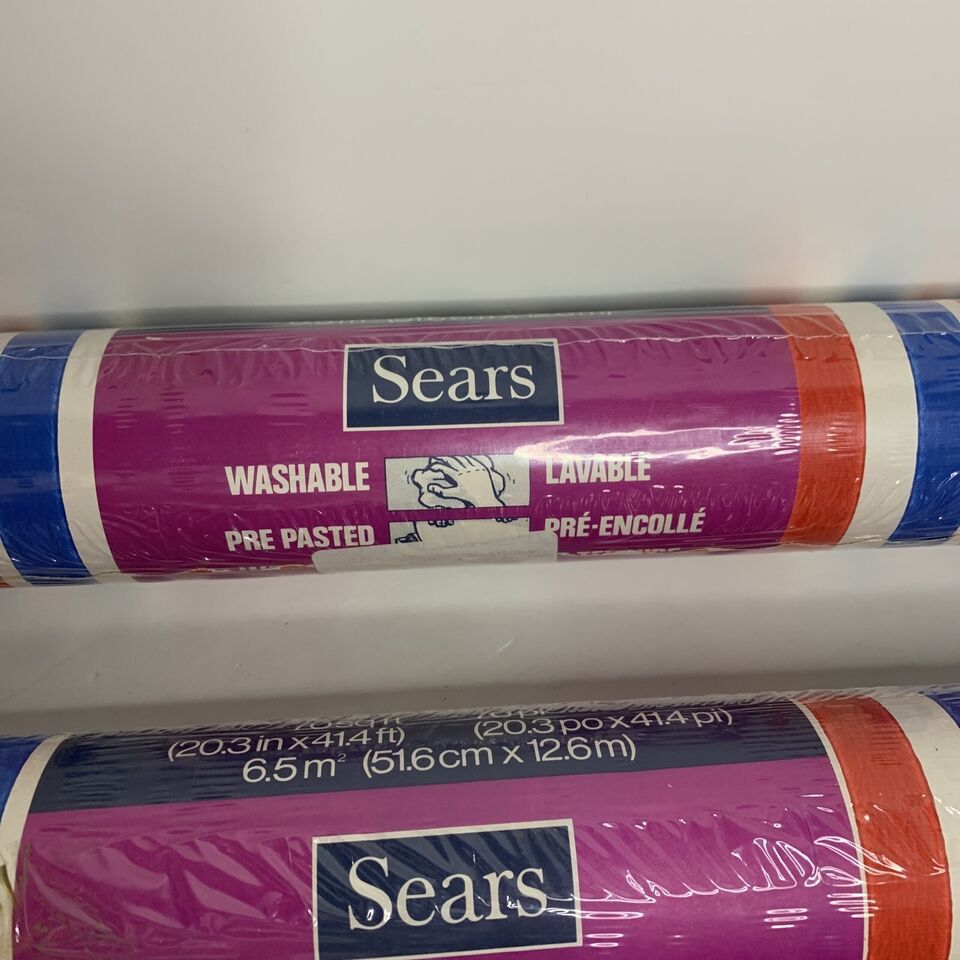 Sears
WASHABLE LAVABLE
PRE PASTED PRÉ-ENCOLLÉ
(20.3 in x 41.4 ft) (20.3 po x 41.4 pi)
6.5 m² (51.6 cm x 12.6 m)
Sears